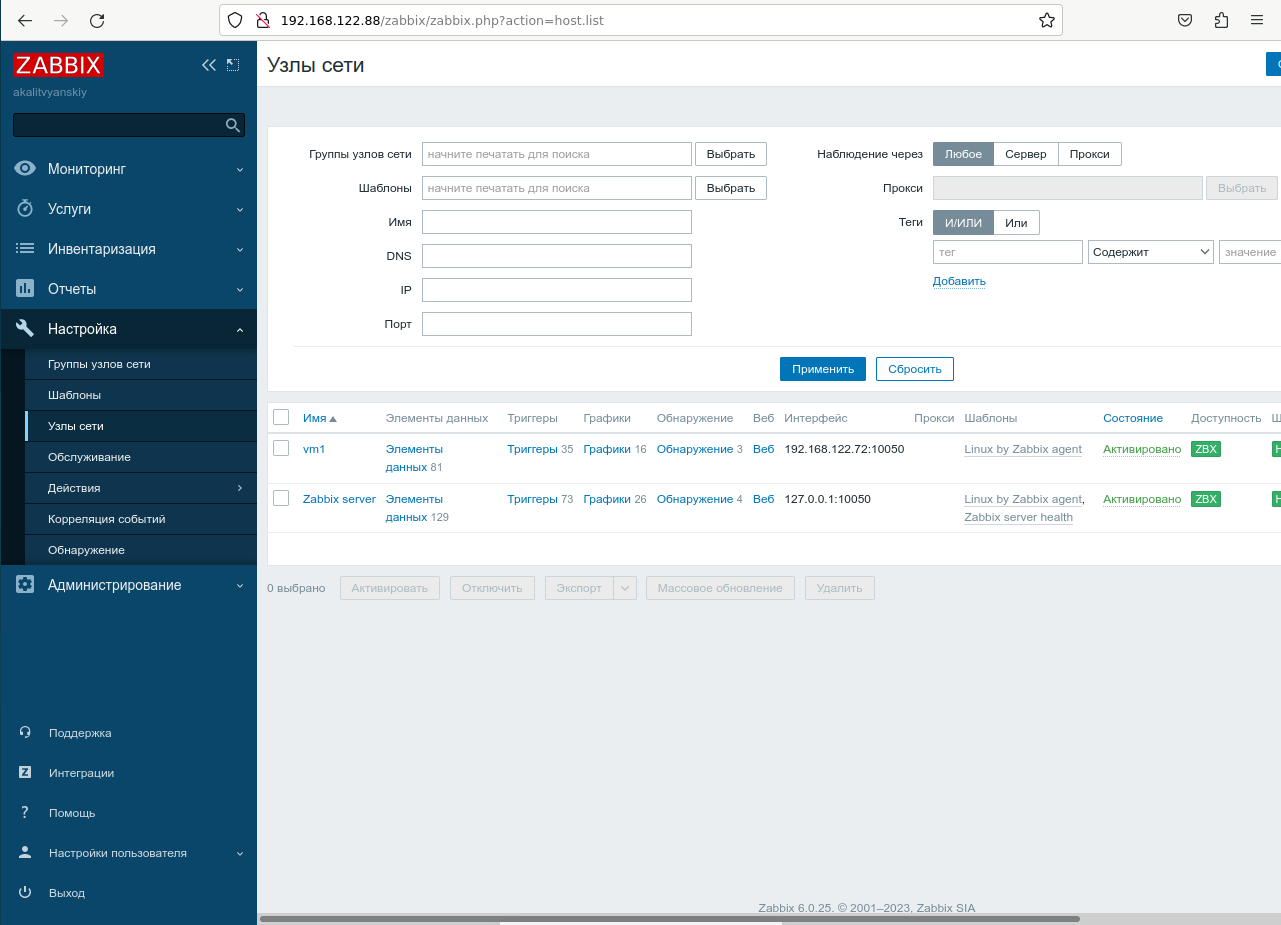 192.168.122.88/zabbix/zabbix.php?action=host.list
ZABBIX
akalitvyanskiy
Мониторинг
Услуги
Инвентаризация
Отчеты
Настройка
Группы узлов сети
Шаблоны
Узлы сети
Обслуживание
Действия
Корреляция событий
Обнаружение
Администрирование
Поддержка
Z Интеграции
? Помощь
Настройки пользователя
Выход
Узлы сети
Группы узлов сети начните печатать для поиска Выбрать
Наблюдение через Любое Сервер Прокси
Шаблоны начните печатать для поиска Выбрать
Прокси Выбрать
Имя
Теги И/ИЛИ Или
DNS
тег Содержит значение
IP
Добавить
Порт
Применить Сбросить
Имя Элементы данных Триггеры Графики Обнаружение Веб Интерфейс Прокси Шаблоны Состояние Доступность
vm1 Элементы Триггеры 35 Графики 16 Обнаружение 3 Веб 192.168.122.72:10050 Linux by Zabbix agent Активировано ZBX
данных 81
Zabbix server Элементы Триггеры 73 Графики 26 Обнаружение 4 Веб 127.0.0.1:10050 Linux by Zabbix agent, Активировано ZBX
данных 129 Zabbix server health
0 выбрано Активировать Отключить Экспорт Массовое обновление Удалить
Zabbix 6.0.25. © 2001–2023, Zabbix SIA